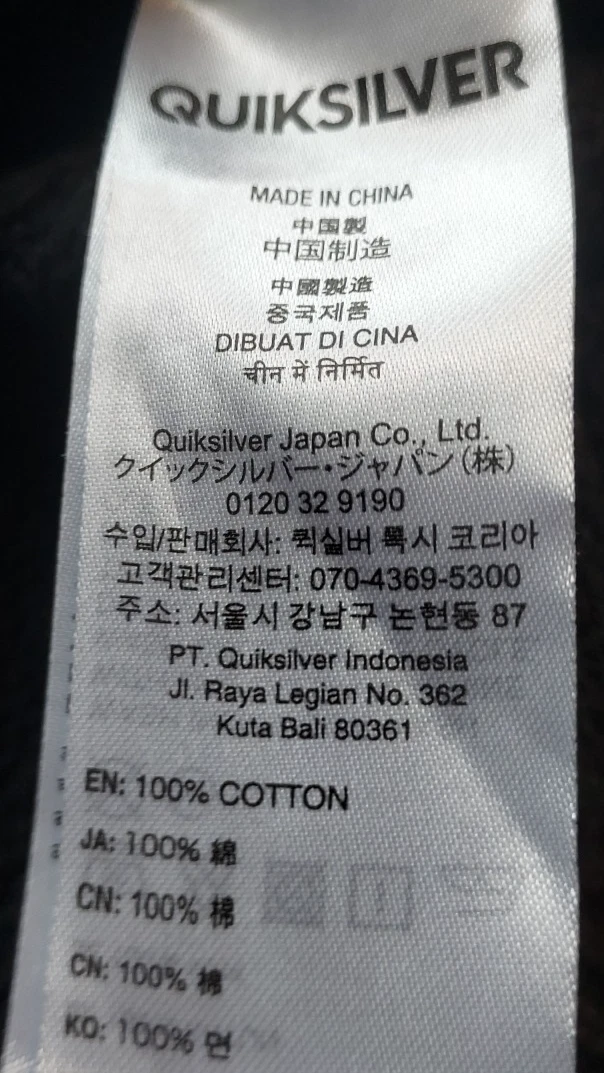 QUIKSILVER
MADE IN CHINA
中国製
中国制造
中國製造
중국제품
DIBUAT DI CINA
चीन में निर्मित
Quiksilver Japan Co., Ltd.
クイックシルバー・ジャパン（株）
0120 32 9190
수입/판매회사: 퀵실버 록시 코리아
고객관리센터: 070-4369-5300
주소: 서울시 강남구 논현동 87
PT. Quiksilver Indonesia
Jl. Raya Legian No. 362
Kuta Bali 80361
EN: 100% COTTON
JA: 100% 綿
CN: 100% 棉
CN: 100% 棉
KO: 100% 면